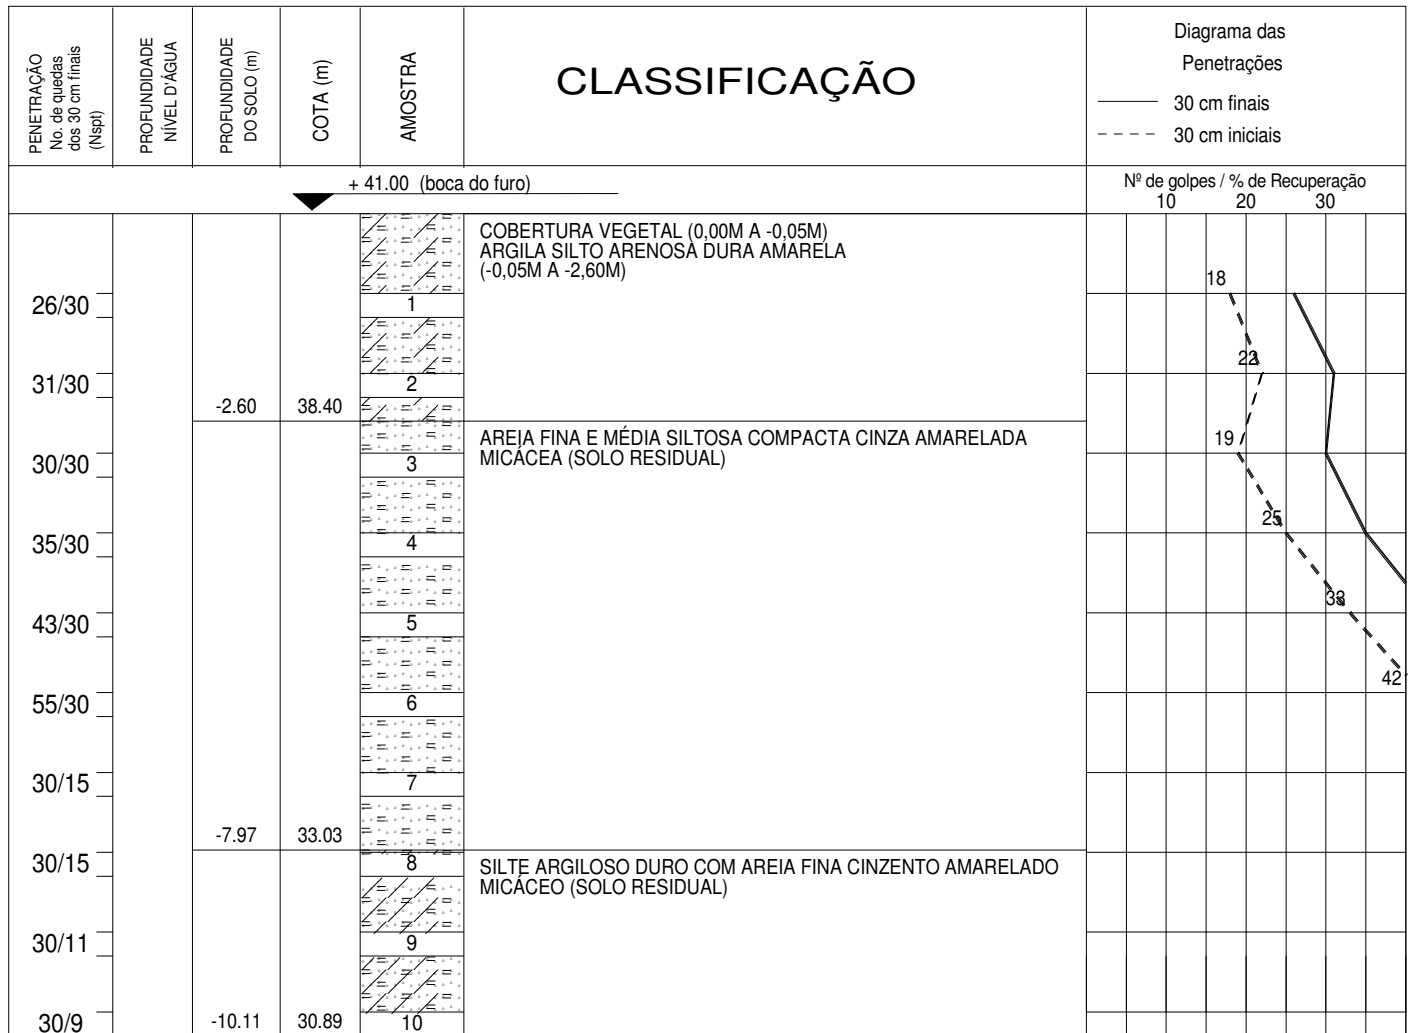 PENETRAÇÃO
No. de quedas
dos 30 cm finais
(Nspt)
PROFUNDIDADE
NÍVEL D'ÁGUA
PROFUNDIDADE
DO SOLO (m)
COTA (m)
AMOSTRA
CLASSIFICAÇÃO
Diagrama das
Penetrações
30 cm finais
30 cm iniciais
+ 41.00 (boca do furo)
Nº de golpes / % de Recuperação
10 20 30
COBERTURA VEGETAL (0,00M A -0,05M)
ARGILA SILTO ARENOSA DURA AMARELA
(-0,05M A -2,60M)
18
26/30 1
22
31/30 2
-2.60 38.40
AREIA FINA E MÉDIA SILTOSA COMPACTA CINZA AMARELADA
MICÁCEA (SOLO RESIDUAL)
19
30/30 3
25
35/30 4
33
43/30 5
42
55/30 6
30/15 7
-7.97 33.03
30/15 8
SILTE ARGILOSO DURO COM AREIA FINA CINZENTO AMARELADO
MICÁCEO (SOLO RESIDUAL)
30/11 9
30/9 -10.11 30.89 10